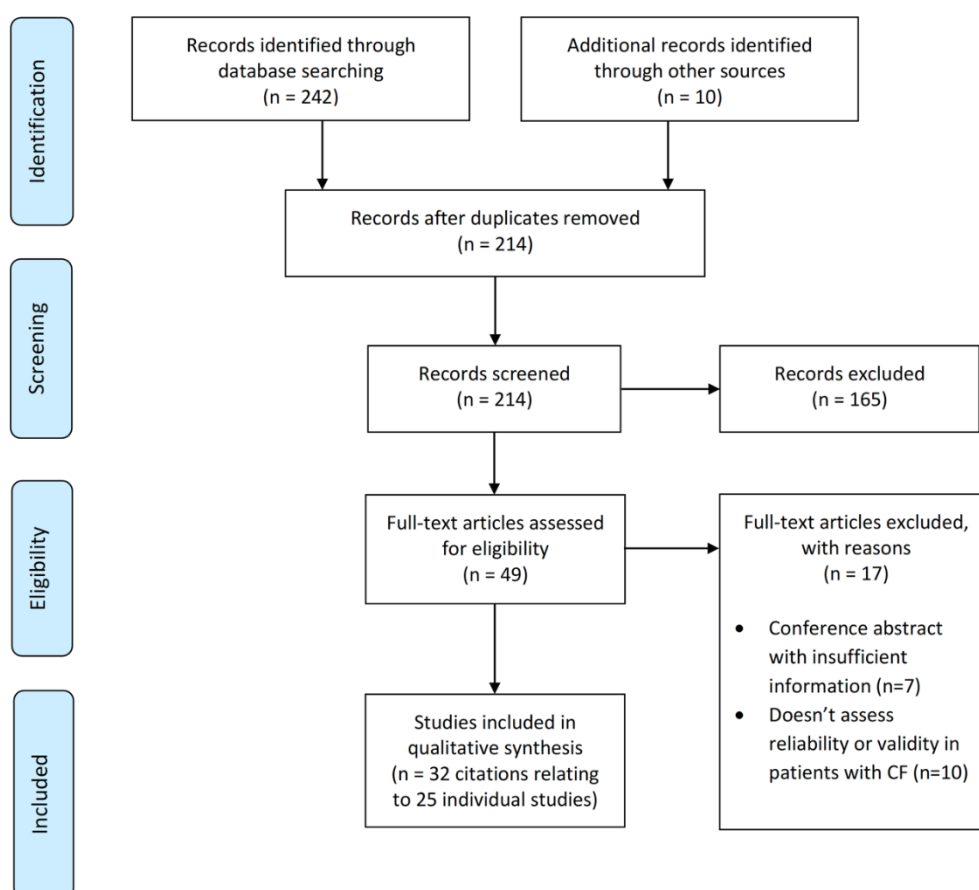 Identification
Records identified through
database searching
(n = 242)
Additional records identified
through other sources
(n = 10)
Records after duplicates removed
(n = 214)
Screening
Records screened
(n = 214)
Records excluded
(n = 165)
Eligibility
Full-text articles assessed
for eligibility
(n = 49)
Full-text articles excluded,
with reasons
(n = 17)
• Conference abstract
with insufficient
information (n=7)
• Doesn’t assess
reliability or validity in
patients with CF (n=10)
Included
Studies included in
qualitative synthesis
(n = 32 citations relating
to 25 individual studies)